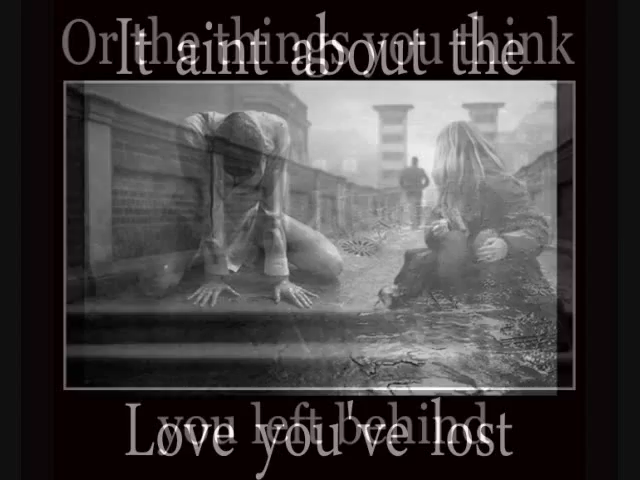 Or the things you think
It aint about the
you left behind
Love you've lost